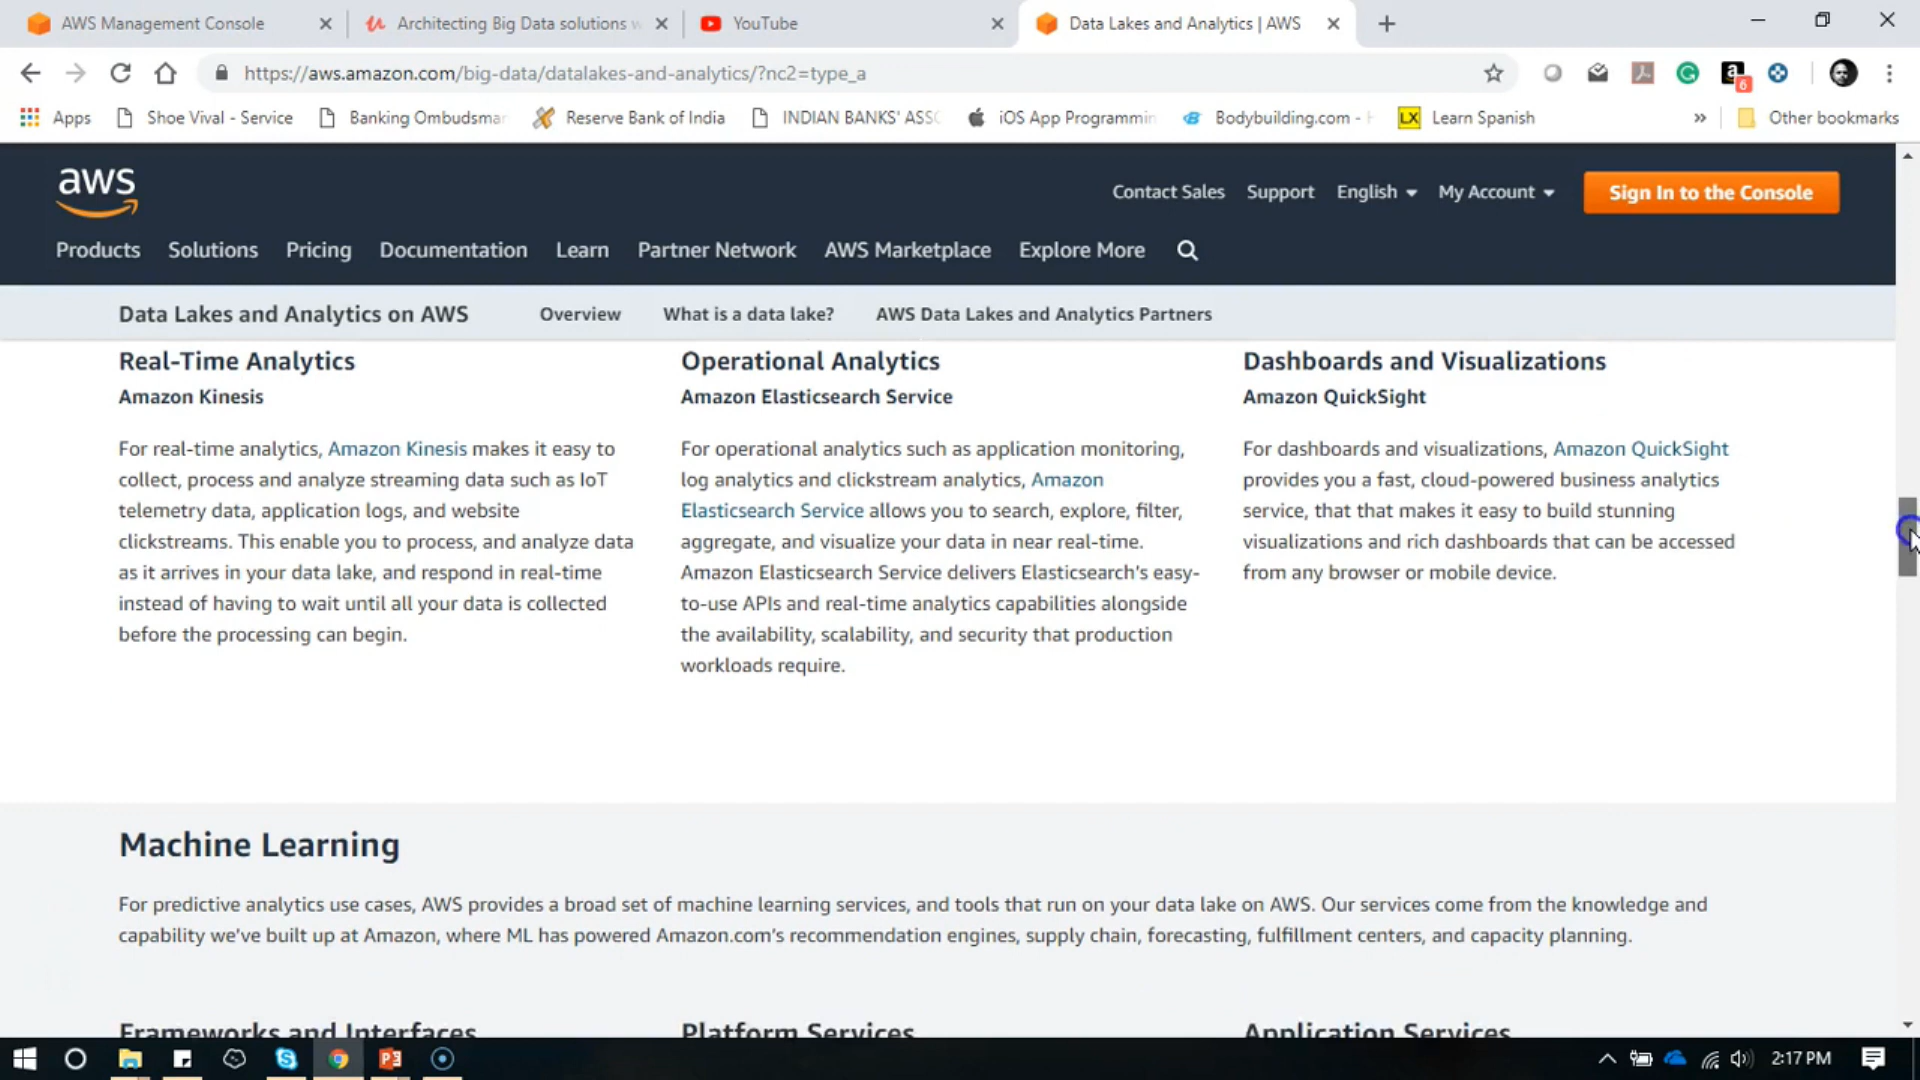 AWS Management Console
Architecting Big Data solutions w
YouTube
Data Lakes and Analytics | AWS
https://aws.amazon.com/big-data/datalakes-and-analytics/?nc2=type_a
6
Apps
Shoe Vival - Service
Banking Ombudsmar
Reserve Bank of India
INDIAN BANKS' ASSC
iOS App Programmin
Bodybuilding.com - H
LX Learn Spanish
»
Other bookmarks
aws
Contact Sales
Support
English
My Account
Sign In to the Console
Products
Solutions
Pricing
Documentation
Learn
Partner Network
AWS Marketplace
Explore More
Data Lakes and Analytics on AWS
Overview
What is a data lake?
AWS Data Lakes and Analytics Partners
Real-Time Analytics
Amazon Kinesis
For real-time analytics, Amazon Kinesis makes it easy to
collect, process and analyze streaming data such as IoT
telemetry data, application logs, and website
clickstreams. This enable you to process, and analyze data
as it arrives in your data lake, and respond in real-time
instead of having to wait until all your data is collected
before the processing can begin.
Operational Analytics
Amazon Elasticsearch Service
For operational analytics such as application monitoring,
log analytics and clickstream analytics, Amazon
Elasticsearch Service allows you to search, explore, filter,
aggregate, and visualize your data in near real-time.
Amazon Elasticsearch Service delivers Elasticsearch's easy-
to-use APIs and real-time analytics capabilities alongside
the availability, scalability, and security that production
workloads require.
Dashboards and Visualizations
Amazon QuickSight
For dashboards and visualizations, Amazon QuickSight
provides you a fast, cloud-powered business analytics
service, that that makes it easy to build stunning
visualizations and rich dashboards that can be accessed
from any browser or mobile device.
Machine Learning
For predictive analytics use cases, AWS provides a broad set of machine learning services, and tools that run on your data lake on AWS. Our services come from the knowledge and
capability we've built up at Amazon, where ML has powered Amazon.com's recommendation engines, supply chain, forecasting, fulfillment centers, and capacity planning.
Frameworks and Interfaces
Platform Services
Application Services
2:17 PM